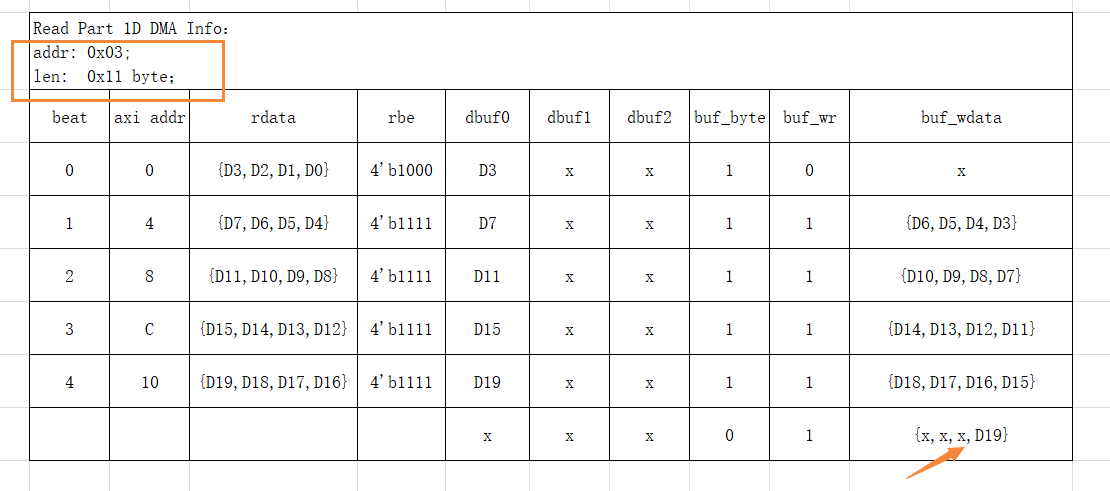 Read Part 1D DMA Info：
addr: 0x03;
len: 0x11 byte;
beat axi addr rdata rbe dbuf0 dbuf1 dbuf2 buf_byte buf_wr buf_wdata
0 0 {D3,D2,D1,D0} 4'b1000 D3 x x 1 0 x
1 4 {D7,D6,D5,D4} 4'b1111 D7 x x 1 1 {D6,D5,D4,D3}
2 8 {D11,D10,D9,D8} 4'b1111 D11 x x 1 1 {D10,D9,D8,D7}
3 C {D15,D14,D13,D12} 4'b1111 D15 x x 1 1 {D14,D13,D12,D11}
4 10 {D19,D18,D17,D16} 4'b1111 D19 x x 1 1 {D18,D17,D16,D15}
x x x 0 1 {x,x,x,D19}